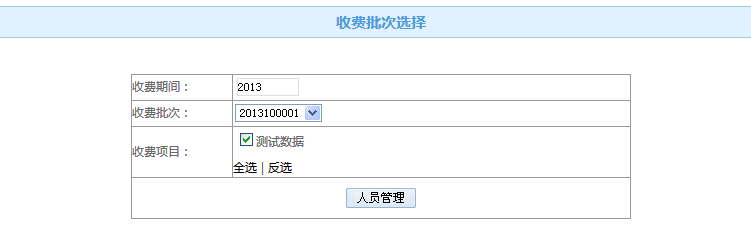 收费批次选择
收费期间： 2013
收费批次： 2013100001
收费项目： 测试数据
全选 | 反选
人员管理